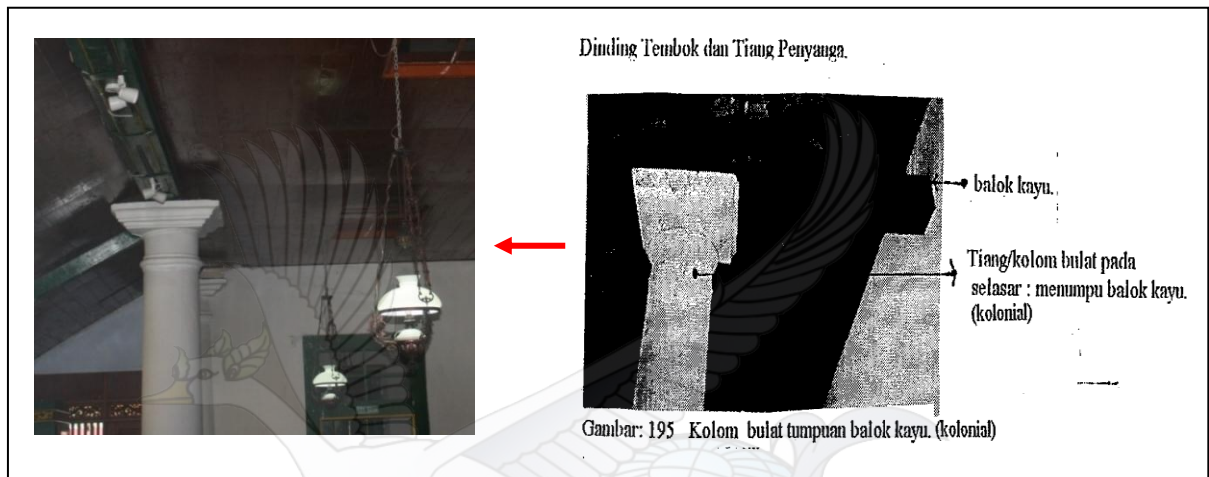 Dinding Tembok dan Tiang Penyanga.
balok kayu.
Tiang/kolom bulat pada
selasar : menumpu balok kayu.
(kolonial)
Gambar: 195 Kolom bulat tumpuan balok kayu. (kolonial)